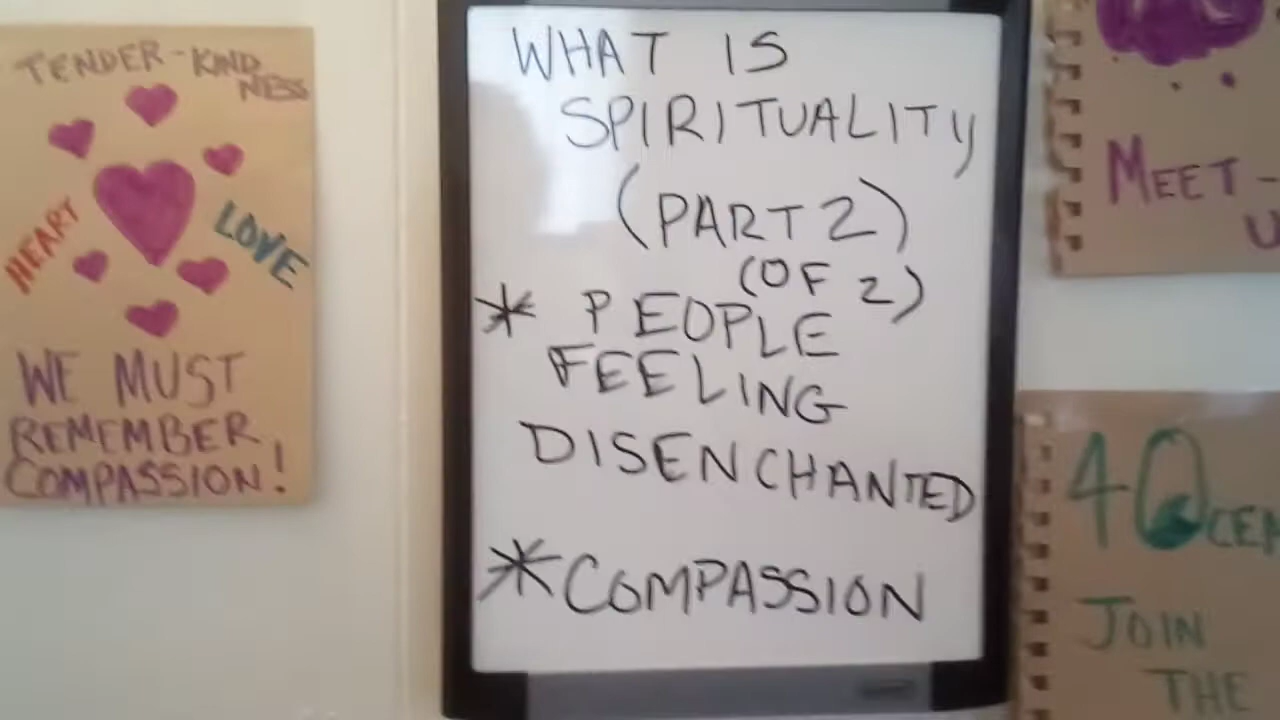 TENDER-KIND
NESS
HEART
LOVE
WE MUST
REMEMBER
COMPASSION!
WHAT IS
SPIRITUALITY
(PART 2)
(OF 2)
* PEOPLE
FEELING
DISENCHANTED
* COMPASSION
MEET-
U
40
JOIN
THE